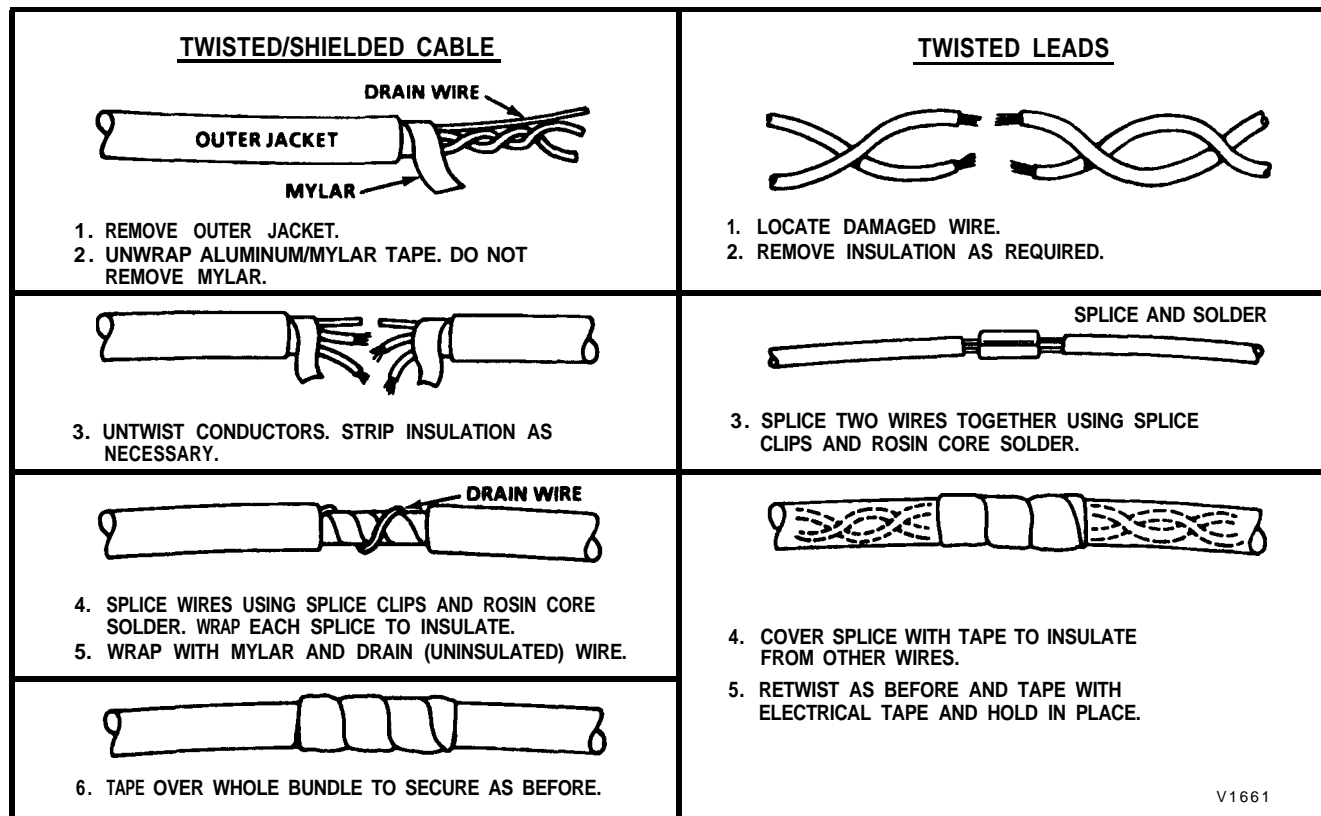 TWISTED/SHIELDED CABLE
DRAIN WIRE
OUTER JACKET
MYLAR
1. REMOVE OUTER JACKET.
2. UNWRAP ALUMINUM/MYLAR TAPE. DO NOT
REMOVE MYLAR.
3. UNTWIST CONDUCTORS. STRIP INSULATION AS
NECESSARY.
DRAIN WIRE
4. SPLICE WIRES USING SPLICE CLIPS AND ROSIN CORE
SOLDER. WRAP EACH SPLICE TO INSULATE.
5. WRAP WITH MYLAR AND DRAIN (UNINSULATED) WIRE.
6. TAPE OVER WHOLE BUNDLE TO SECURE AS BEFORE.
TWISTED LEADS
1. LOCATE DAMAGED WIRE.
2. REMOVE INSULATION AS REQUIRED.
SPLICE AND SOLDER
3. SPLICE TWO WIRES TOGETHER USING SPLICE
CLIPS AND ROSIN CORE SOLDER.
4. COVER SPLICE WITH TAPE TO INSULATE
FROM OTHER WIRES.
5. RETWIST AS BEFORE AND TAPE WITH
ELECTRICAL TAPE AND HOLD IN PLACE.
V1661